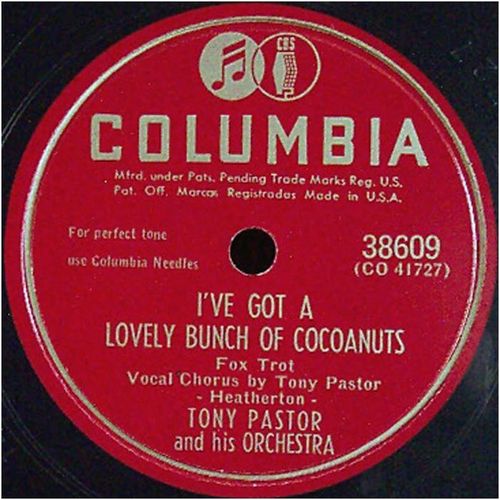 CBS
COLUMBIA
Mfrd. under Pats. Pending Trade Marks Reg. U.S.
Pat. Off. Marcas Registradas Made in U.S.A.
For perfect tone
use Columbia Needles
38609
(CO 41727)
I'VE GOT A
LOVELY BUNCH OF COCOANUTS
Fox Trot
Vocal Chorus by Tony Pastor
- Heatherton -
TONY PASTOR
and his ORCHESTRA